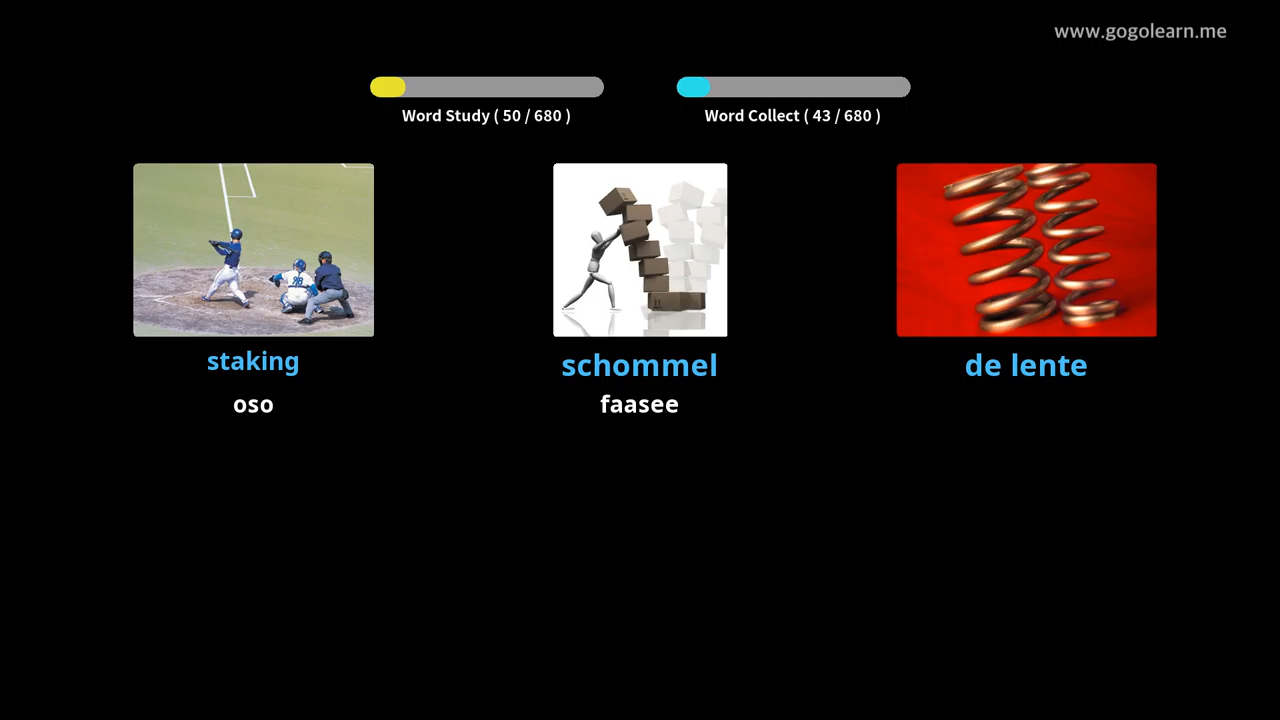 www.gogolearn.me
Word Study ( 50 / 680 )
Word Collect ( 43 / 680 )
staking
schommel
de lente
oso
faasee